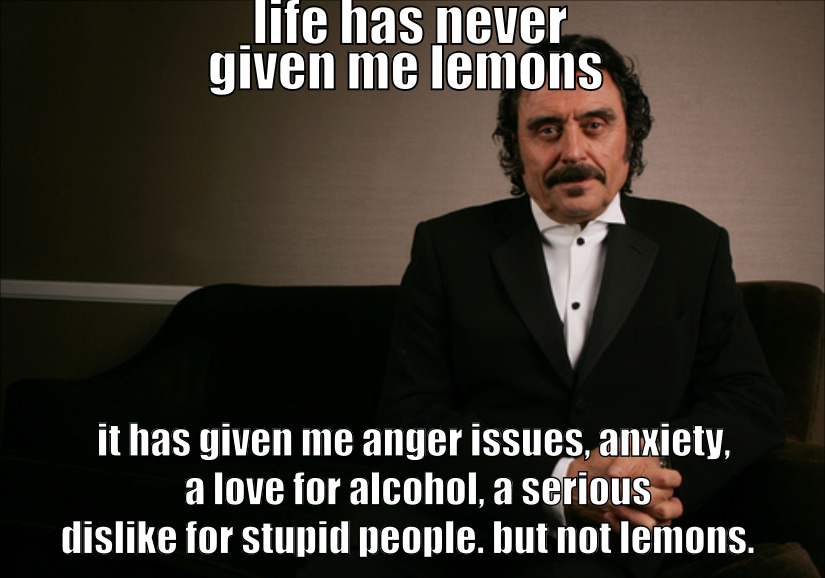 life has never
given me lemons
it has given me anger issues, anxiety,
a love for alcohol, a serious
dislike for stupid people. but not lemons.